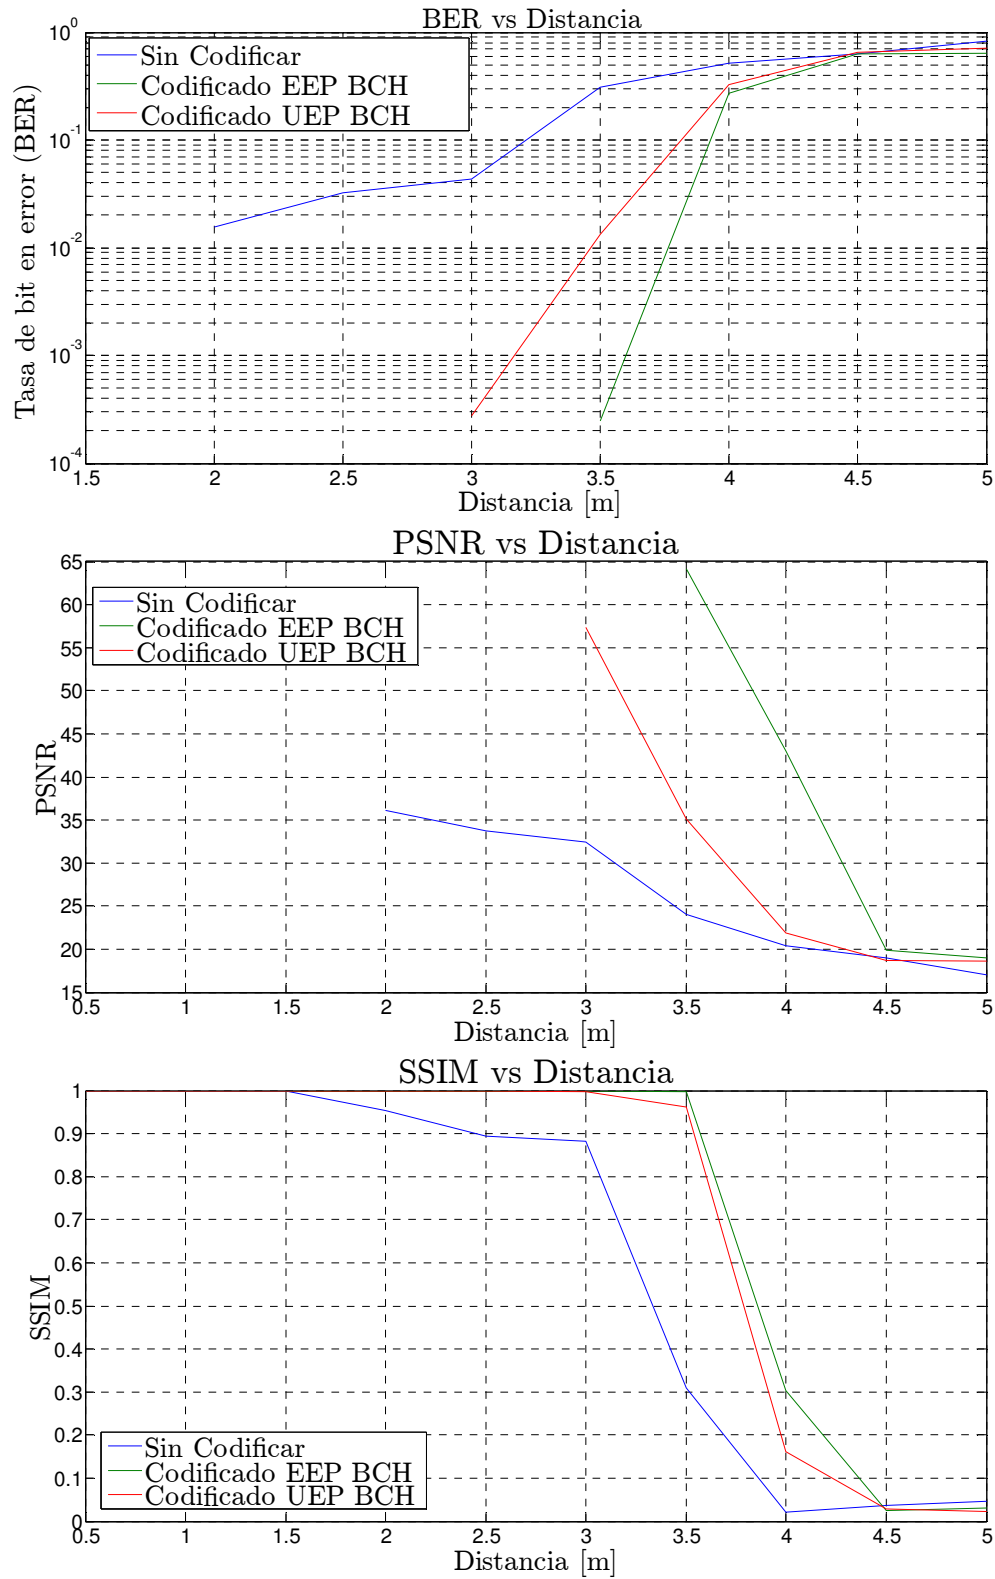 BER vs Distancia
10^0
10^-1
10^-2
10^-3
10^-4
Tasa de bit en error (BER)
Sin Codificar
Codificado EEP BCH
Codificado UEP BCH
1.5 2 2.5 3 3.5 4 4.5 5
Distancia [m]
PSNR vs Distancia
65
60
55
50
45
40
35
30
25
20
15
PSNR
Sin Codificar
Codificado EEP BCH
Codificado UEP BCH
0.5 1 1.5 2 2.5 3 3.5 4 4.5 5
Distancia [m]
SSIM vs Distancia
1
0.9
0.8
0.7
0.6
0.5
0.4
0.3
0.2
0.1
0
SSIM
Sin Codificar
Codificado EEP BCH
Codificado UEP BCH
0.5 1 1.5 2 2.5 3 3.5 4 4.5 5
Distancia [m]